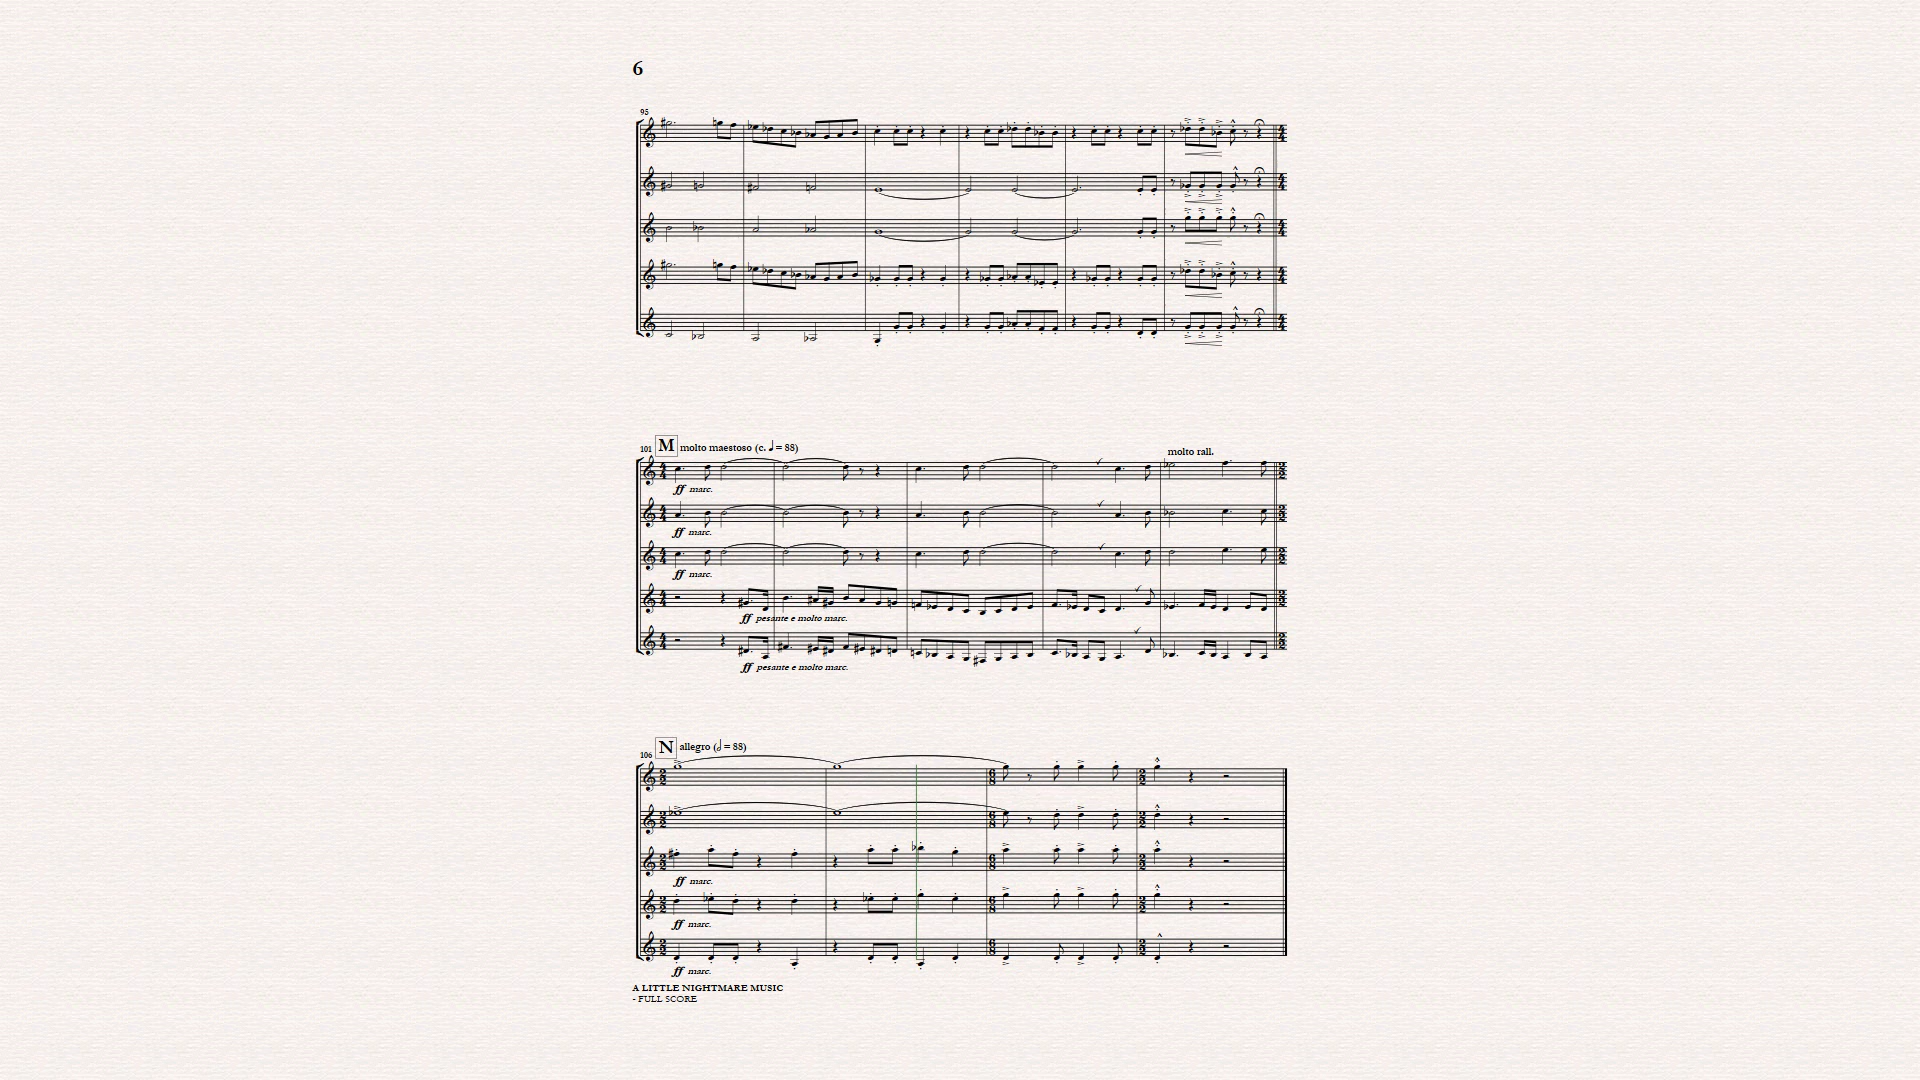 6
95
101 M molto maestoso (c. ♩ = 88) molto rall.
ff marc.
ff marc.
ff marc.
ff pesante e molto marc.
ff pesante e molto marc.
106 N allegro (𝅗𝅥 = 88)
ff marc.
ff marc.
ff marc.
A LITTLE NIGHTMARE MUSIC
- FULL SCORE